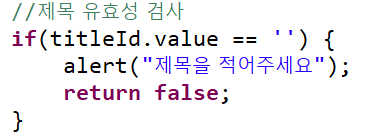 //제목 유효성 검사
if(titleId.value == '') {
    alert("제목을 적어주세요");
    return false;
}